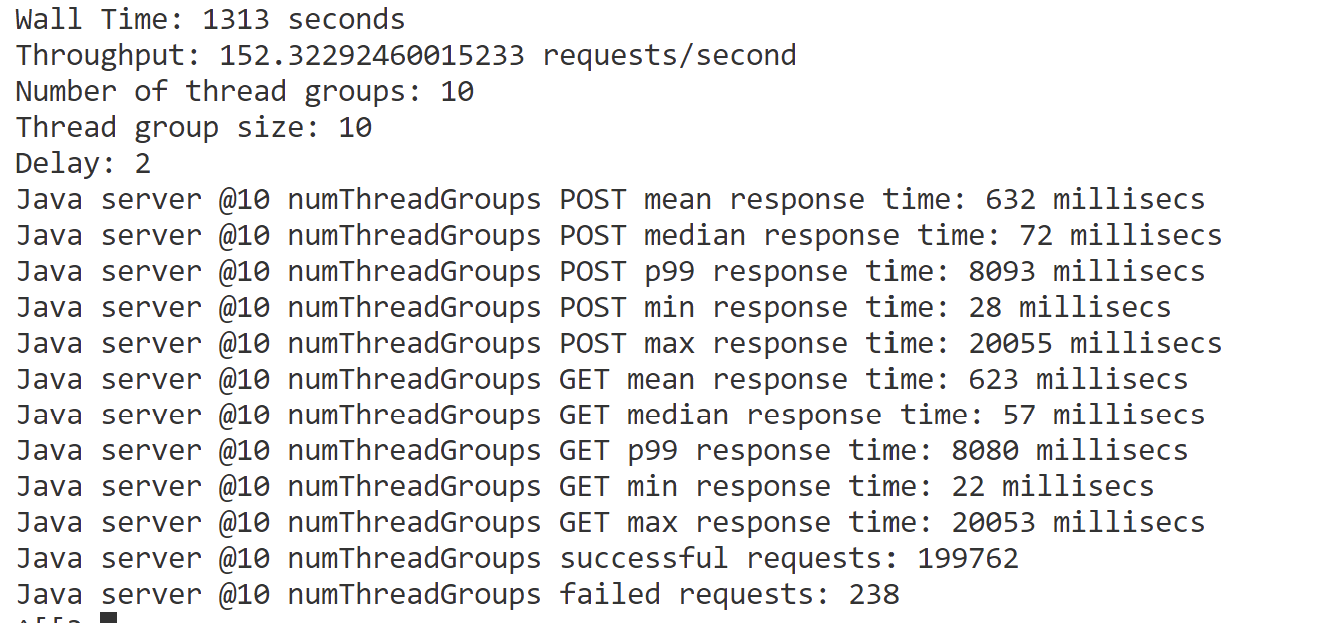 Wall Time: 1313 seconds
Throughput: 152.32292460015233 requests/second
Number of thread groups: 10
Thread group size: 10
Delay: 2
Java server @10 numThreadGroups POST mean response time: 632 millisecs
Java server @10 numThreadGroups POST median response time: 72 millisecs
Java server @10 numThreadGroups POST p99 response time: 8093 millisecs
Java server @10 numThreadGroups POST min response time: 28 millisecs
Java server @10 numThreadGroups POST max response time: 20055 millisecs
Java server @10 numThreadGroups GET mean response time: 623 millisecs
Java server @10 numThreadGroups GET median response time: 57 millisecs
Java server @10 numThreadGroups GET p99 response time: 8080 millisecs
Java server @10 numThreadGroups GET min response time: 22 millisecs
Java server @10 numThreadGroups GET max response time: 20053 millisecs
Java server @10 numThreadGroups successful requests: 199762
Java server @10 numThreadGroups failed requests: 238